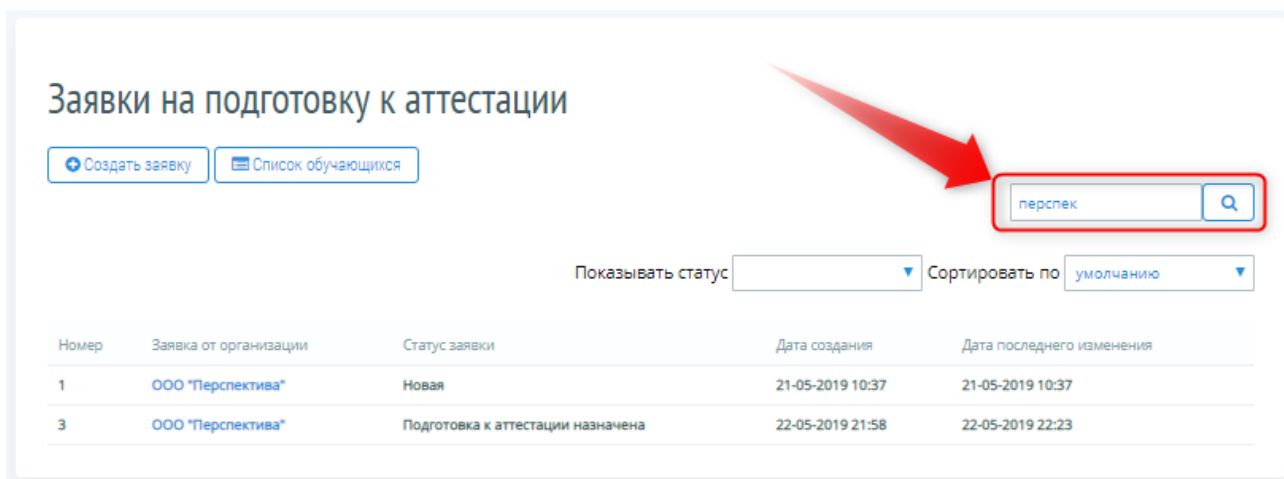 Заявки на подготовку к аттестации
Создать заявку Список обучающихся
перспек
Показывать статус Сортировать по умолчанию
Номер Заявка от организации Статус заявки Дата создания Дата последнего изменения
1 ООО "Перспектива" Новая 21-05-2019 10:37 21-05-2019 10:37
3 ООО "Перспектива" Подготовка к аттестации назначена 22-05-2019 21:58 22-05-2019 22:23